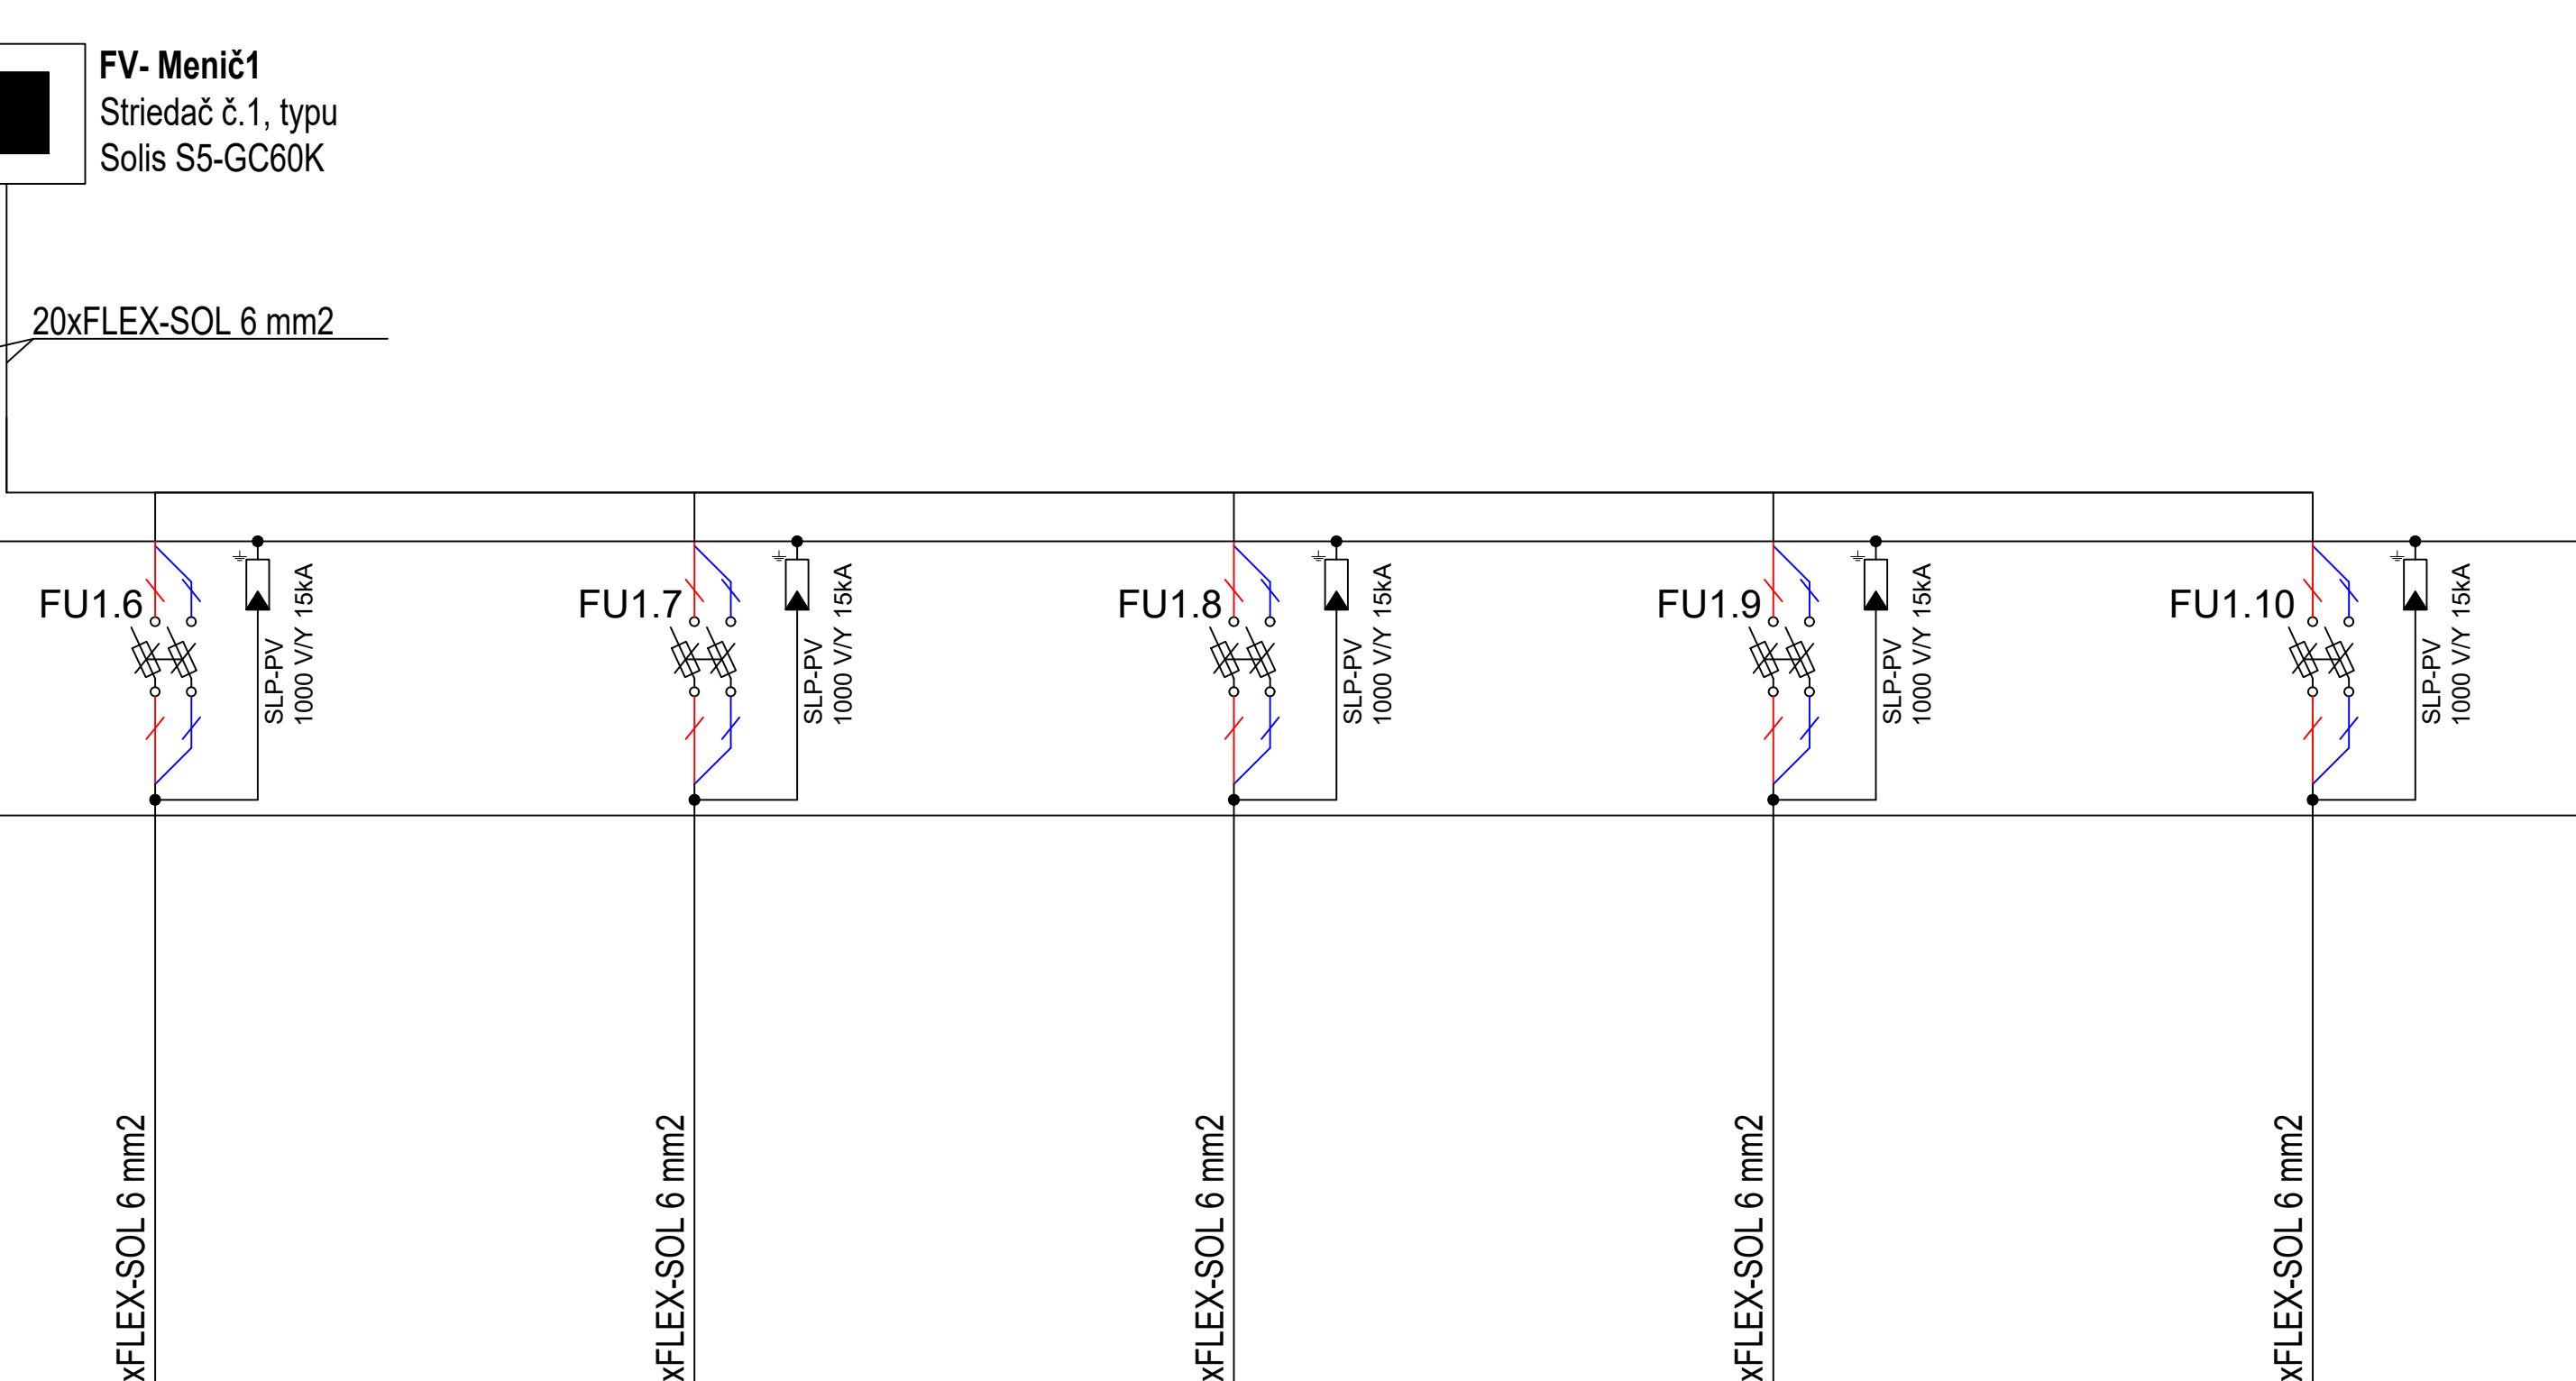 FV- Menič1
Striedač č.1, typu
Solis S5-GC60K
20xFLEX-SOL 6 mm2
FU1.6
SLP-PV
1000 V/Y 15kA
FU1.7
SLP-PV
1000 V/Y 15kA
FU1.8
SLP-PV
1000 V/Y 15kA
FU1.9
SLP-PV
1000 V/Y 15kA
FU1.10
SLP-PV
1000 V/Y 15kA
xFLEX-SOL 6 mm2
xFLEX-SOL 6 mm2
xFLEX-SOL 6 mm2
xFLEX-SOL 6 mm2
xFLEX-SOL 6 mm2